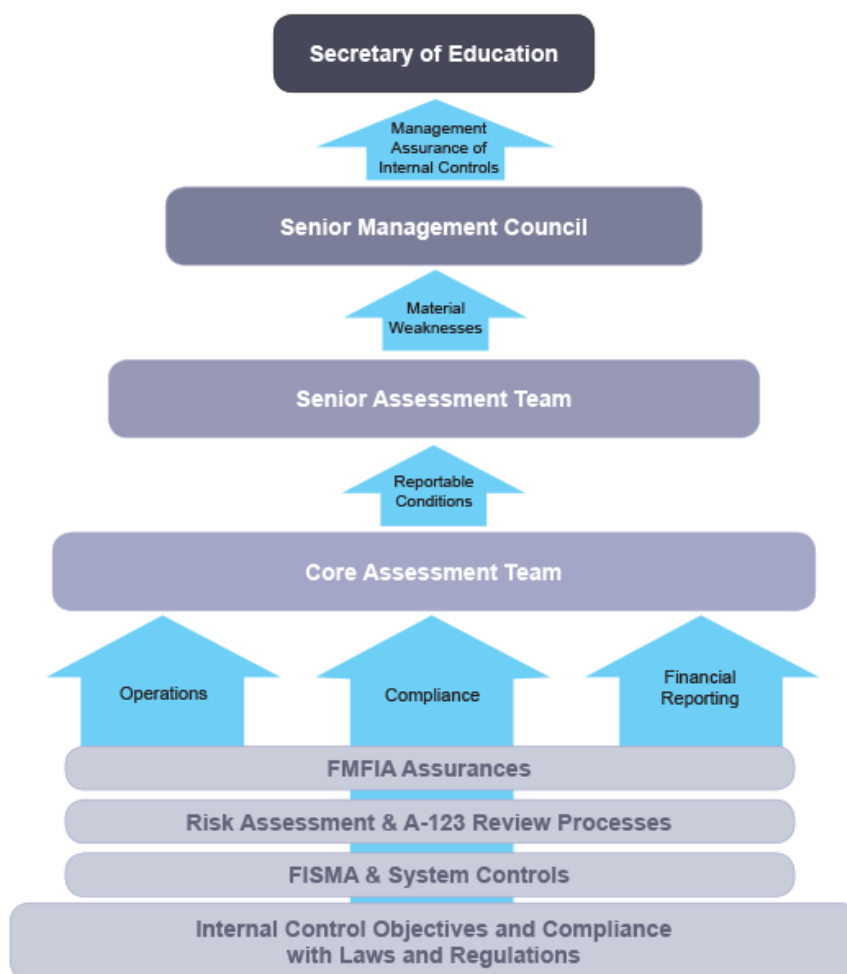 Secretary of Education
Management
Assurance of
Internal Controls
Senior Management Council
Material
Weaknesses
Senior Assessment Team
Reportable
Conditions
Core Assessment Team
Operations
Compliance
Financial
Reporting
FMFIA Assurances
Risk Assessment & A-123 Review Processes
FISMA & System Controls
Internal Control Objectives and Compliance
with Laws and Regulations